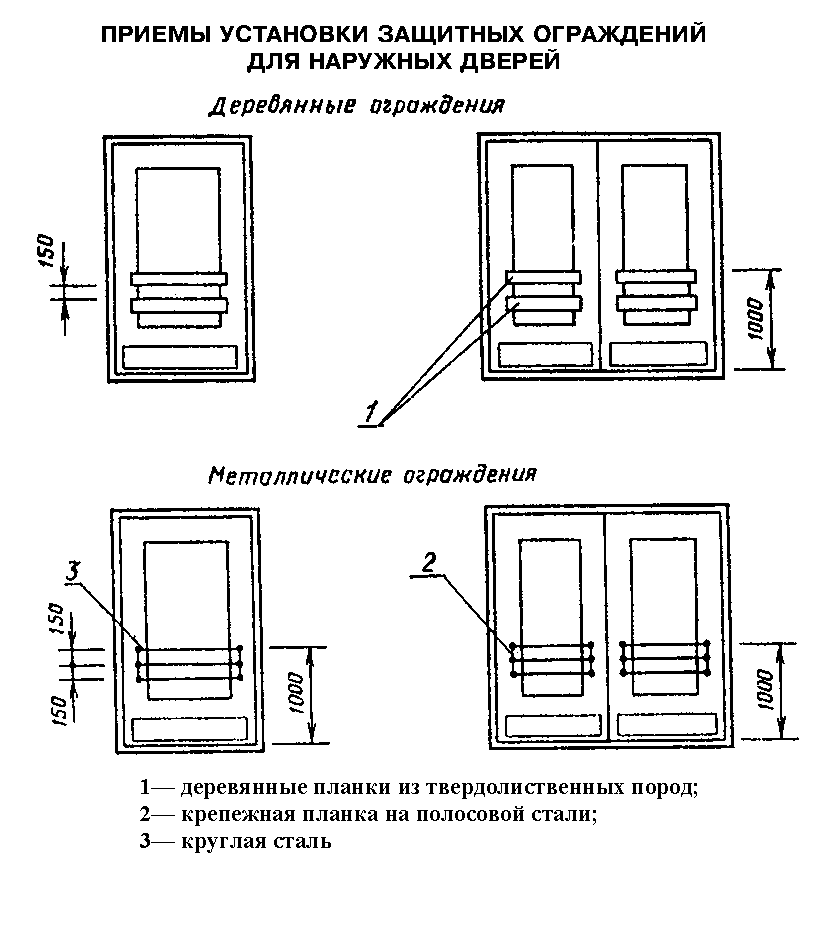 ПРИЕМЫ УСТАНОВКИ ЗАЩИТНЫХ ОГРАЖДЕНИЙ
ДЛЯ НАРУЖНЫХ ДВЕРЕЙ
Деревянные ограждения
150
1000
1
Металлические ограждения
3
2
150
150
1000
1000
1— деревянные планки из твердолиственных пород;
2— крепежная планка на полосовой стали;
3— круглая сталь